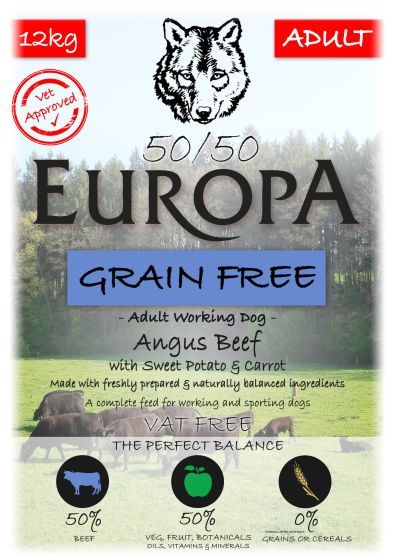 12kg
ADULT
Vet
Approved
✓
50/50
EUROPA
GRAIN FREE
- Adult Working Dog -
Angus Beef
with Sweet Potato & Carrot
Made with freshly prepared & naturally balanced ingredients
A complete feed for working and sporting dogs
VAT FREE
THE PERFECT BALANCE
50%
BEEF
50%
VEG, FRUIT, BOTANICALS
OILS, VITAMINS & MINERALS
0%
GRAINS OR CEREALS